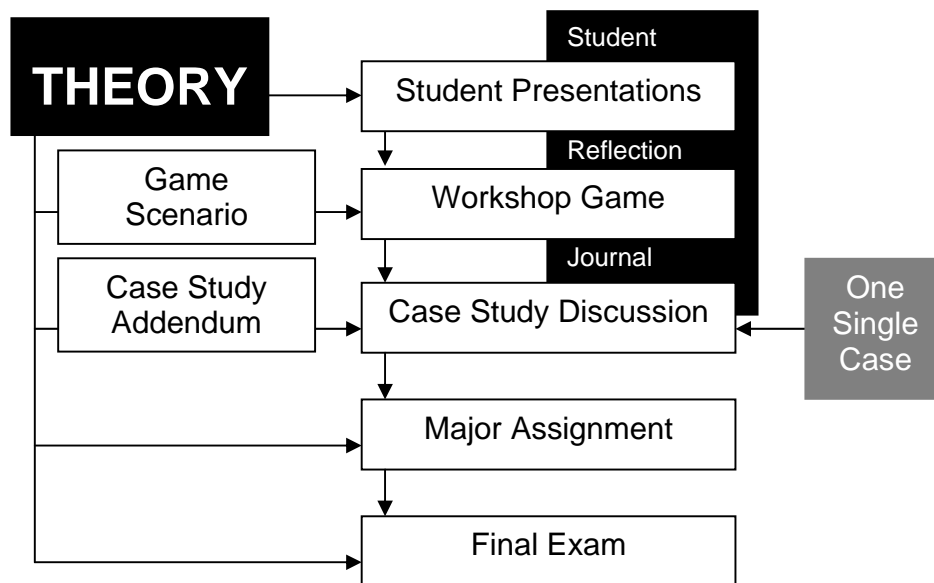 Student
THEORY
Student Presentations
Reflection
Game
Scenario
Workshop Game
Journal
Case Study
Addendum
Case Study Discussion
One
Single
Case
Major Assignment
Final Exam